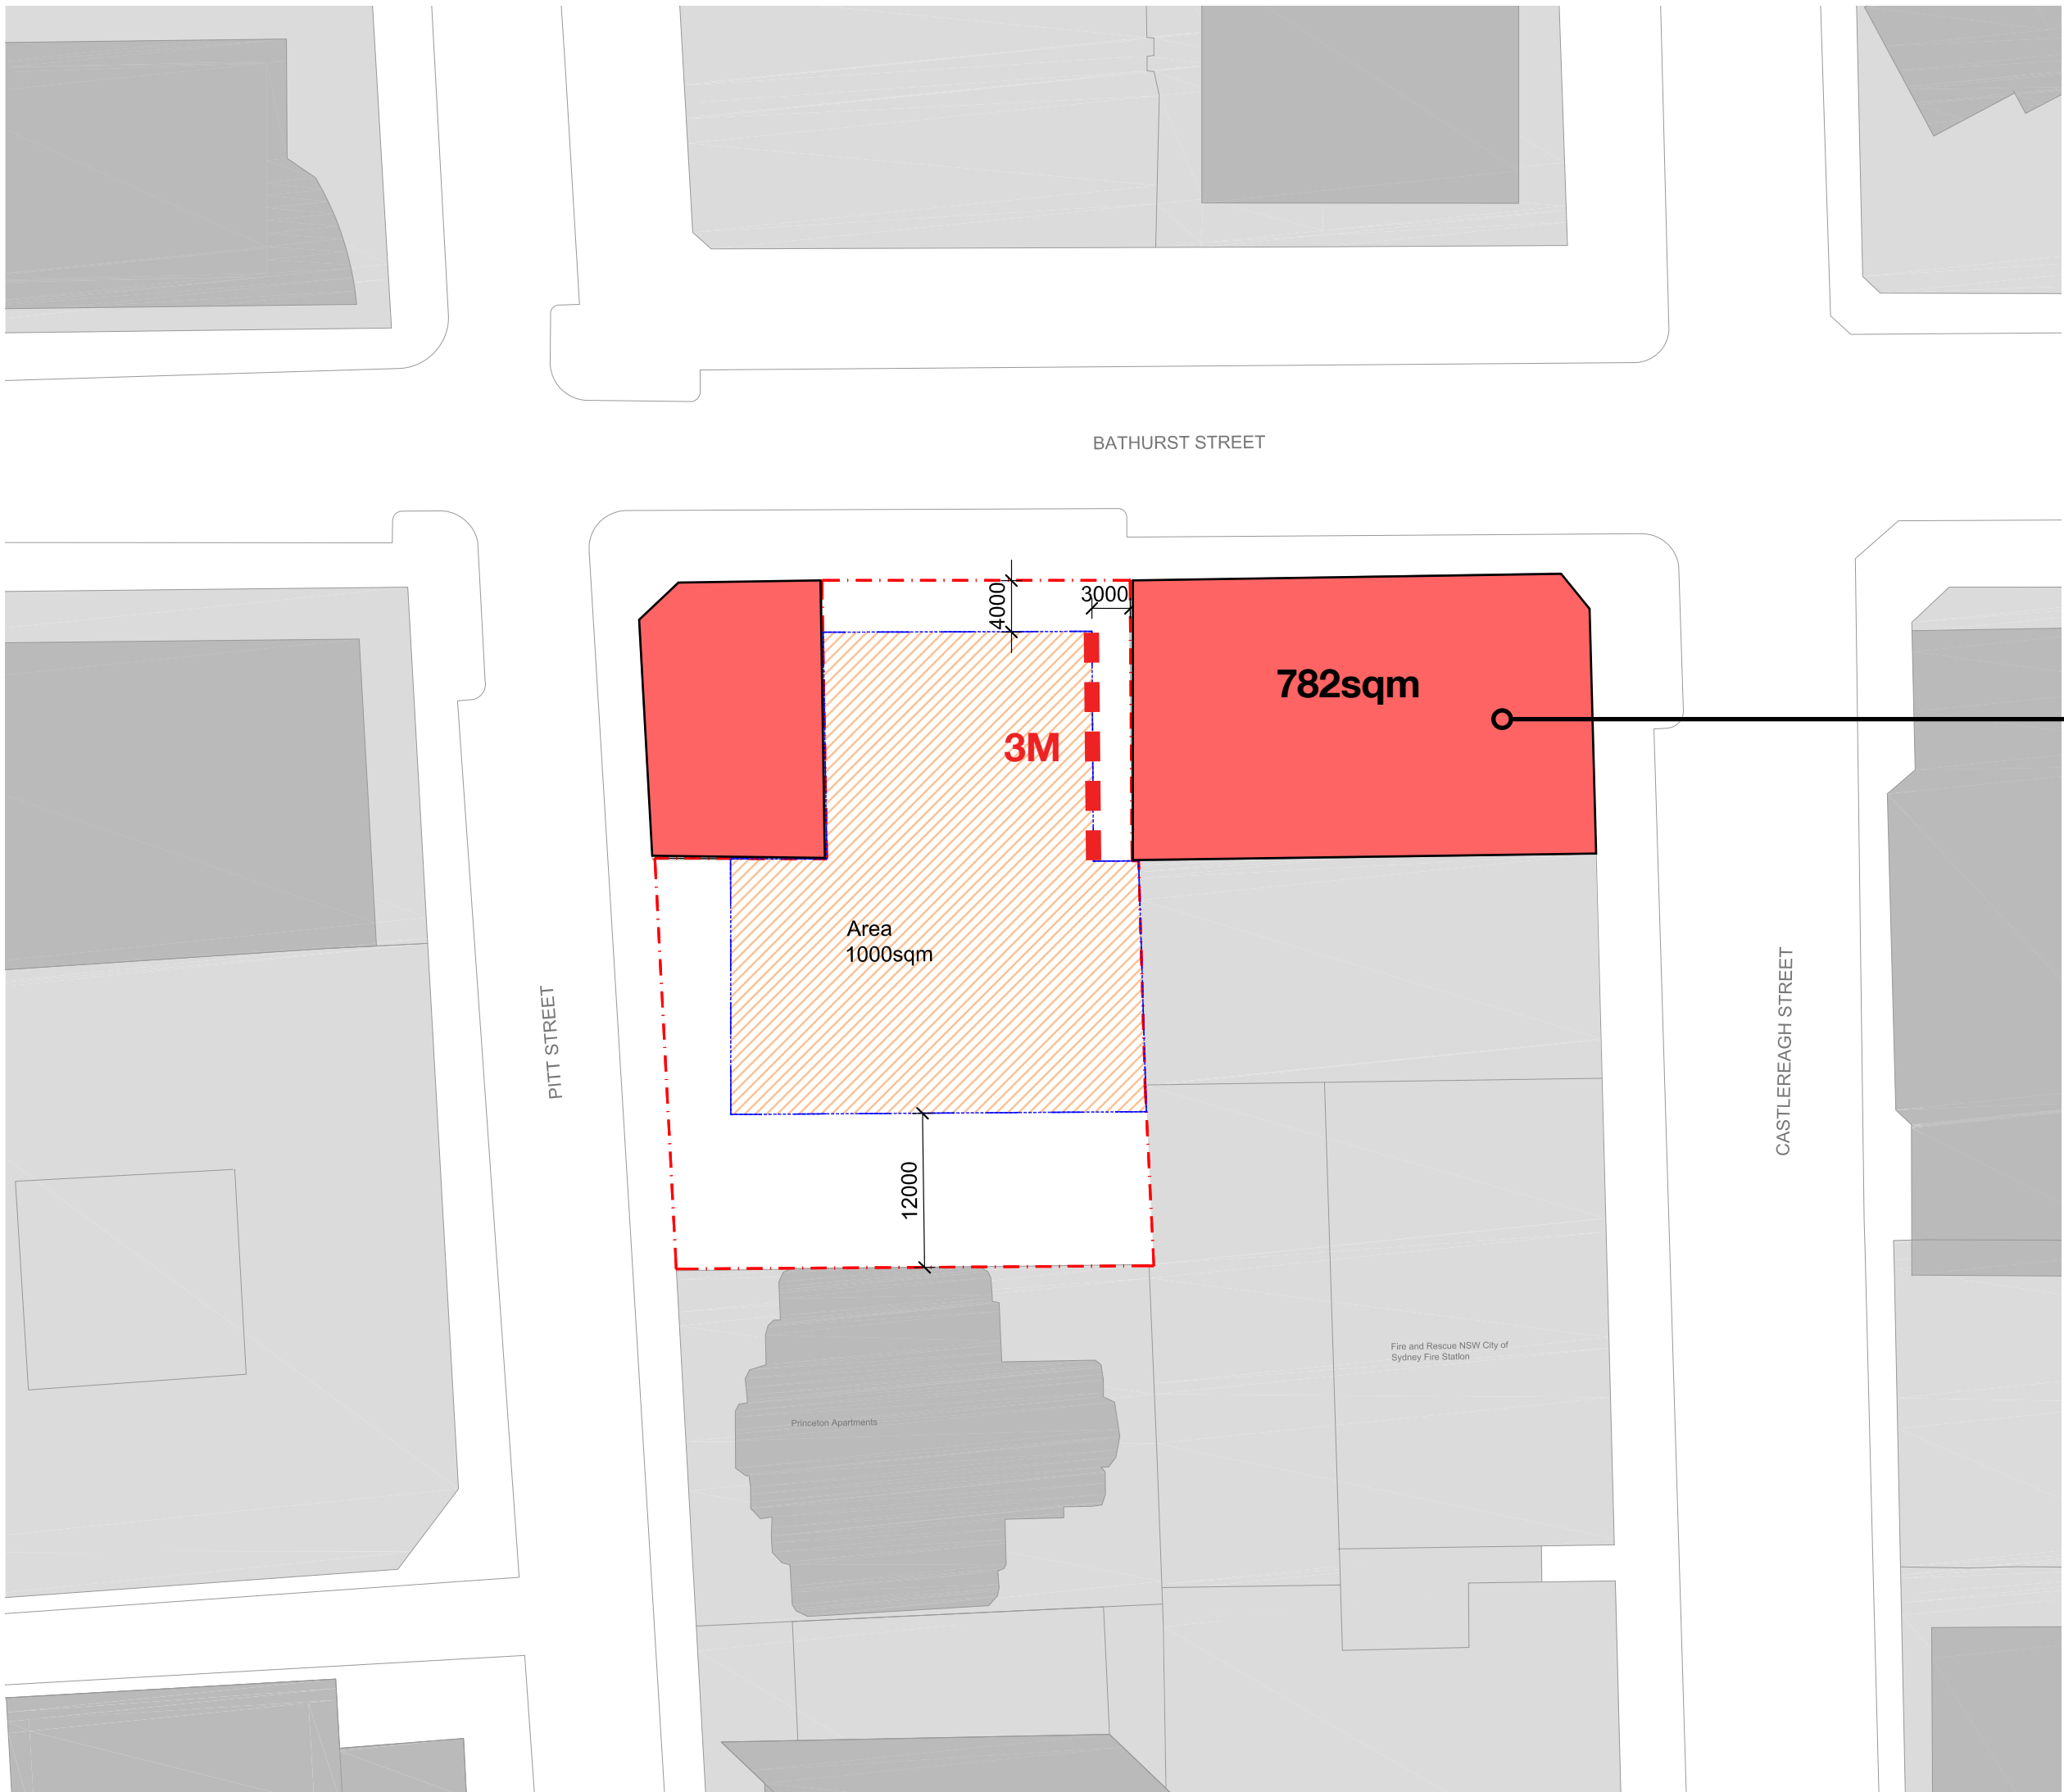 BATHURST STREET
4000
3000
782sqm
3M
Area
1000sqm
PITT STREET
CASTLEREAGH STREET
12000
Fire and Rescue NSW City of
Sydney Fire Station
Princeton Apartments